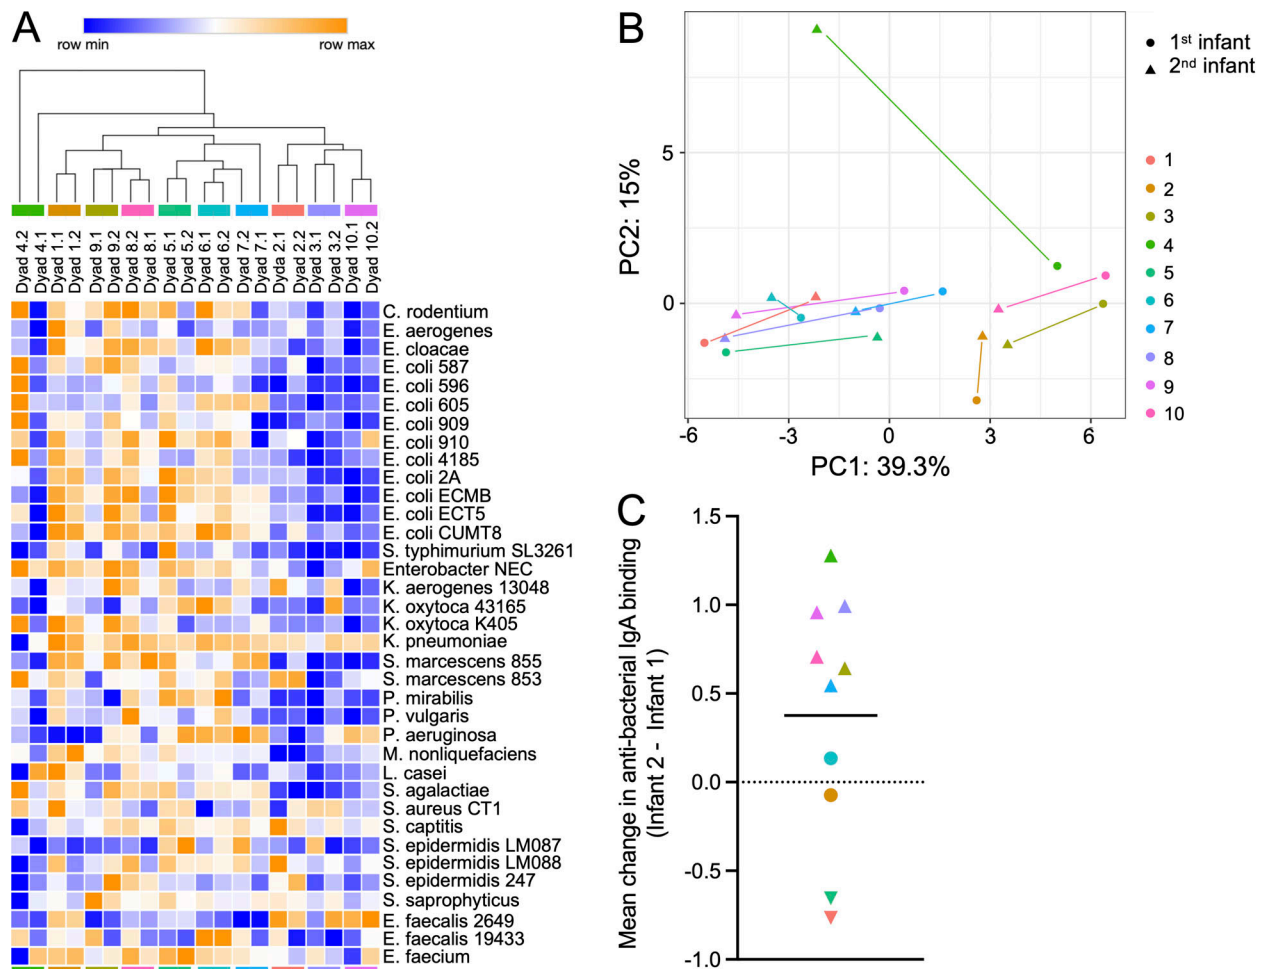 A
row min
row max
Dyad 4.2
Dyad 4.1
Dyad 1.1
Dyad 1.2
Dyad 9.1
Dyad 9.2
Dyad 8.2
Dyad 8.1
Dyad 5.1
Dyad 5.2
Dyad 6.1
Dyad 6.2
Dyad 7.2
Dyad 7.1
Dyda 2.1
Dyad 2.2
Dyad 3.1
Dyad 3.2
Dyad 10.1
Dyad 10.2
C. rodentium
E. aerogenes
E. cloacae
E. coli 587
E. coli 596
E. coli 605
E. coli 909
E. coli 910
E. coli 4185
E. coli 2A
E. coli ECMB
E. coli ECT5
E. coli CUMT8
S. typhimurium SL3261
Enterobacter NEC
K. aerogenes 13048
K. oxytoca 43165
K. oxytoca K405
K. pneumoniae
S. marcescens 855
S. marcescens 853
P. mirabilis
P. vulgaris
P. aeruginosa
M. nonliquefaciens
L. casei
S. agalactiae
S. aureus CT1
S. captitis
S. epidermidis LM087
S. epidermidis LM088
S. epidermidis 247
S. saprophyticus
E. faecalis 2649
E. faecalis 19433
E. faecium
B
PC2: 15%
5
0
-6
-3
0
3
6
PC1: 39.3%
1st infant
2nd infant
1
2
3
4
5
6
7
8
9
10
C
Mean change in anti-bacterial IgA binding
(Infant 2 - Infant 1)
1.5
1.0
0.5
0.0
-0.5
-1.0